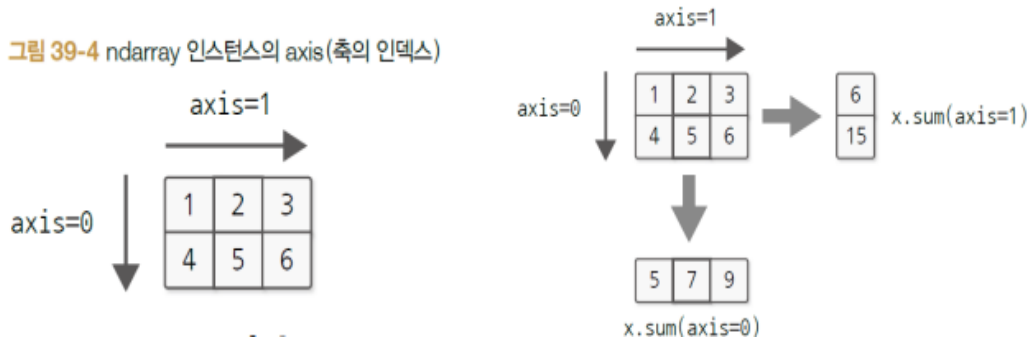 그림 39-4 ndarray 인스턴스의 axis(축의 인덱스)
axis=1
axis=0
1 2 3
4 5 6
axis=1
axis=0
1 2 3
4 5 6
6
15
x.sum(axis=1)
5 7 9
x.sum(axis=0)